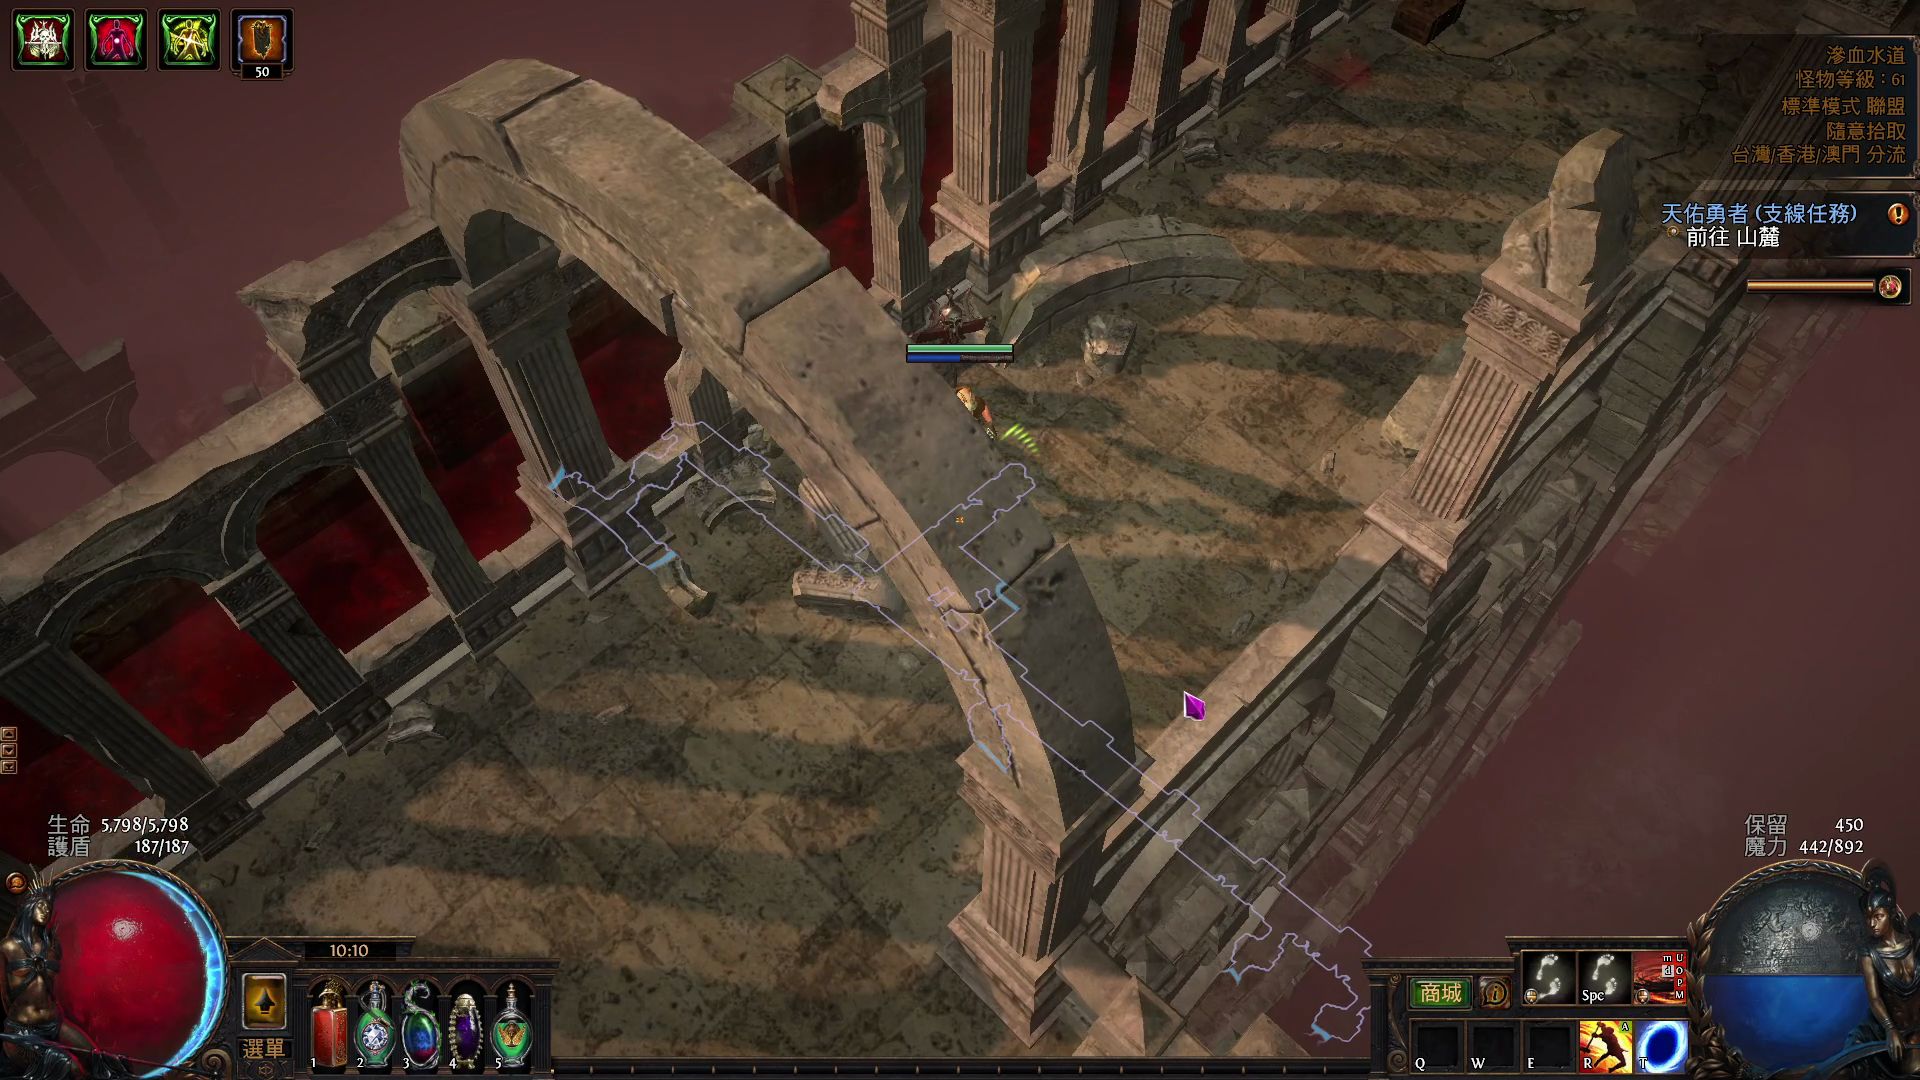 50
滲血水道
怪物等級：61
標準模式 聯盟
隨意拾取
台灣/香港/澳門 分流
天佑勇者 (支線任務)
前往 山麓
生命 5,798/5,798
護盾 187/187
保留 450
魔力 442/892
10:10
選單
1 2 3 4 5
商城
Spc
m U
d O
P
M
A
Q W E R T